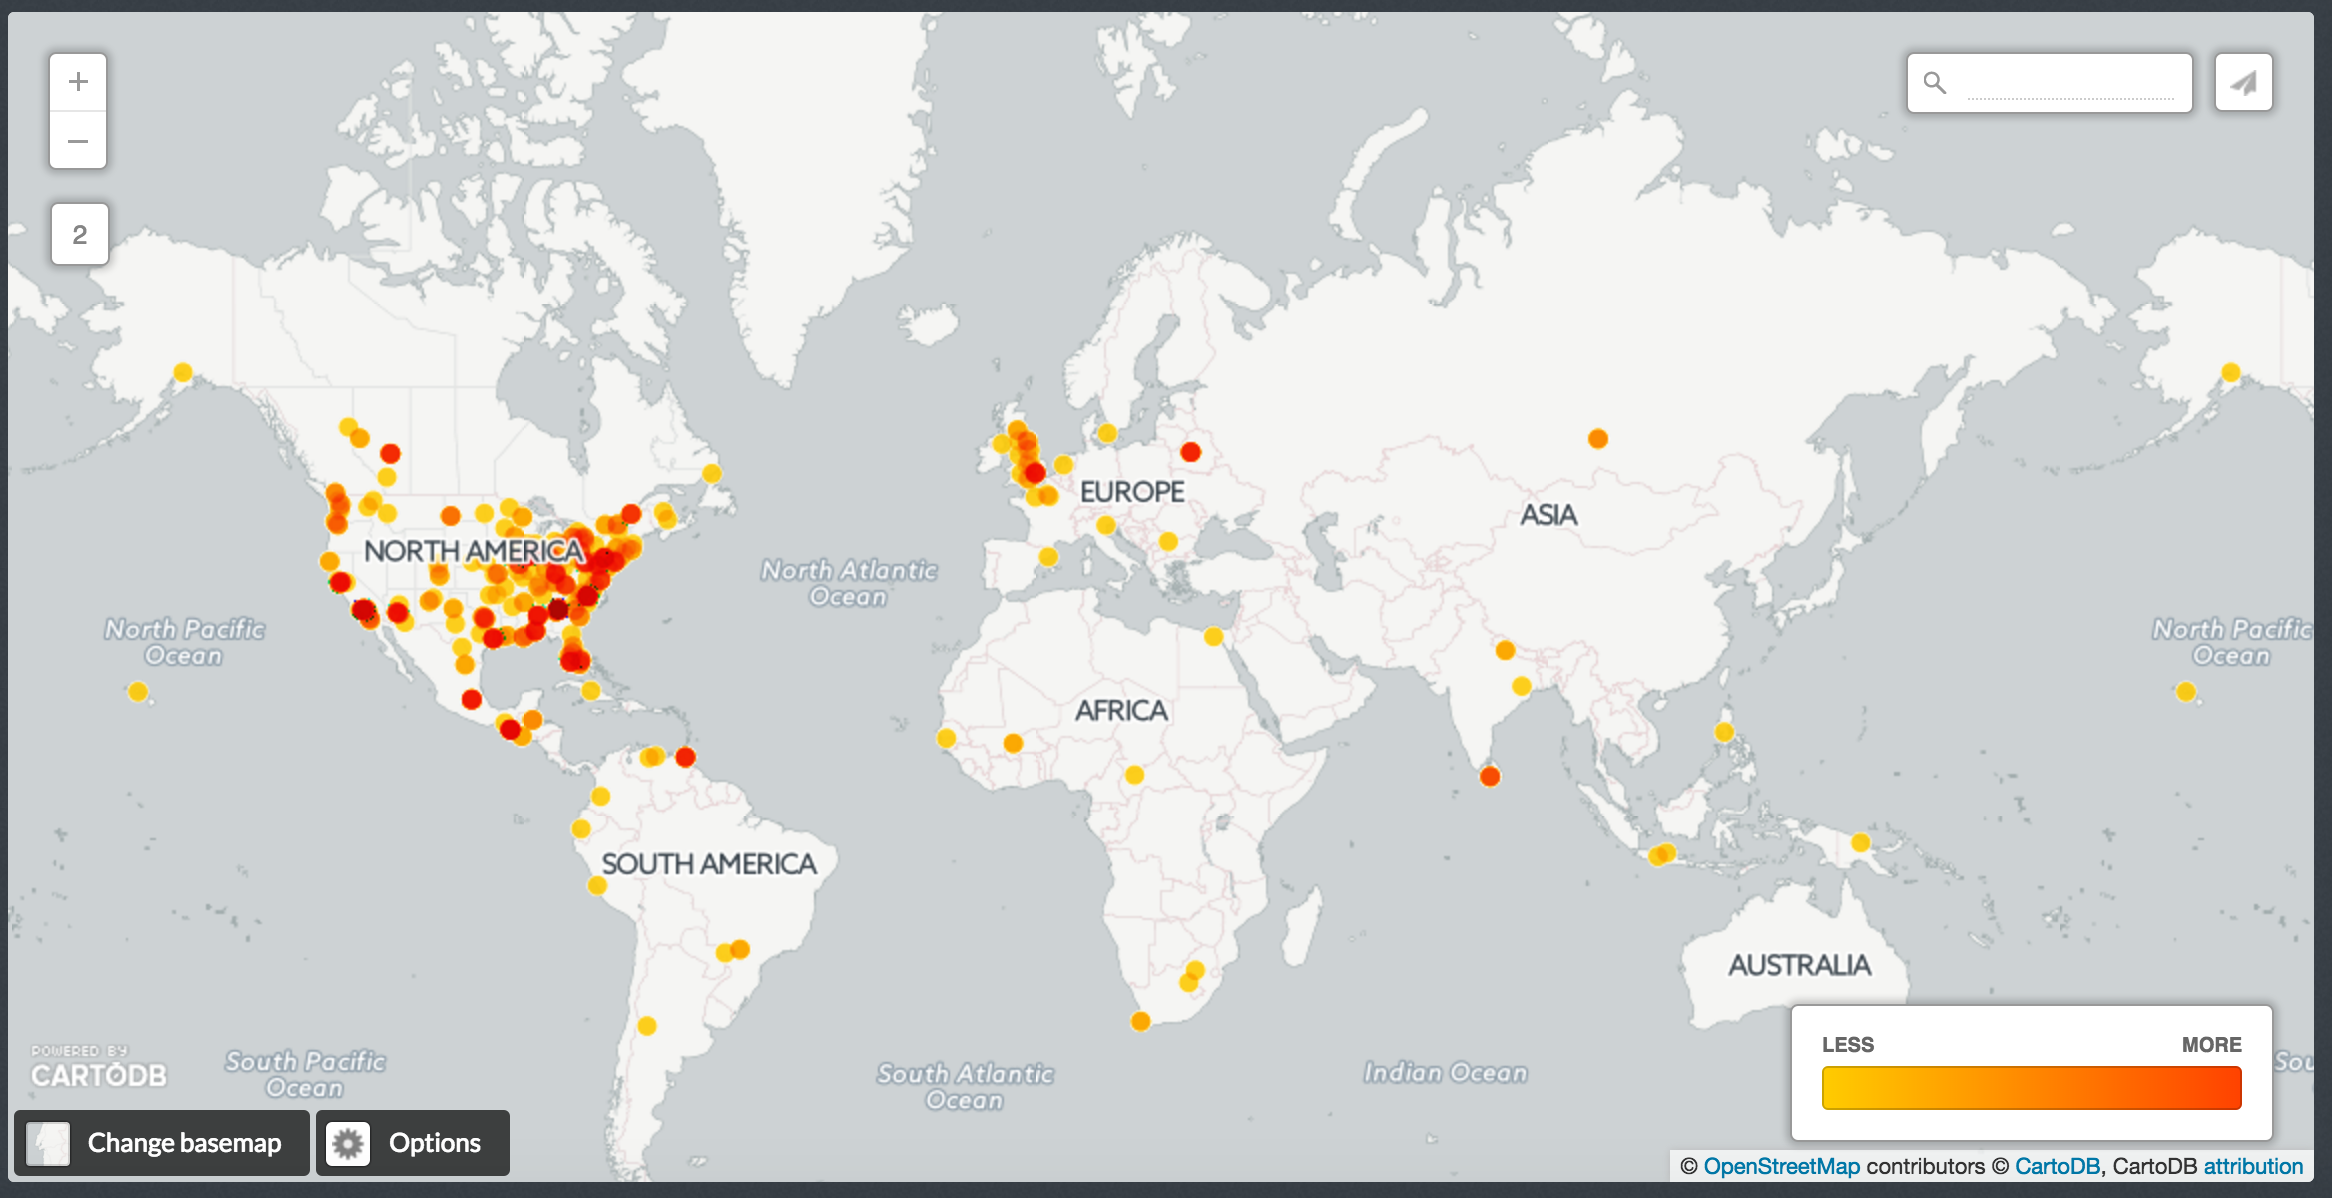 +
−
2
NORTH AMERICA
EUROPE
ASIA
North Atlantic
Ocean
North Pacific
Ocean
North Pacific
Ocean
AFRICA
SOUTH AMERICA
AUSTRALIA
LESS
MORE
POWERED BY
CARTODB
South Pacific
Ocean
South Atlantic
Ocean
Indian Ocean
Sou
Change basemap
Options
© OpenStreetMap contributors © CartoDB, CartoDB attribution